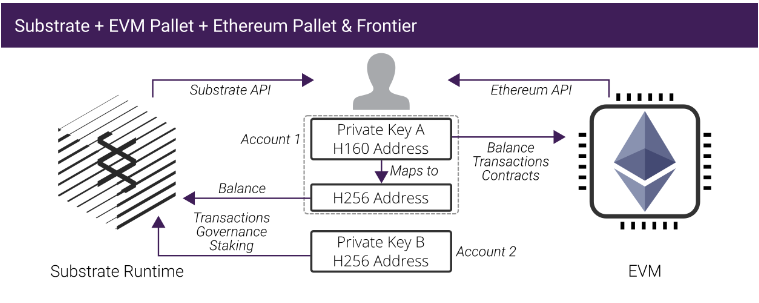 Substrate + EVM Pallet + Ethereum Pallet & Frontier
Substrate API
Ethereum API
Account 1
Private Key A
H160 Address
Maps to
H256 Address
Balance
Transactions
Contracts
Balance
Transactions
Governance
Staking
Private Key B
H256 Address
Account 2
Substrate Runtime
EVM